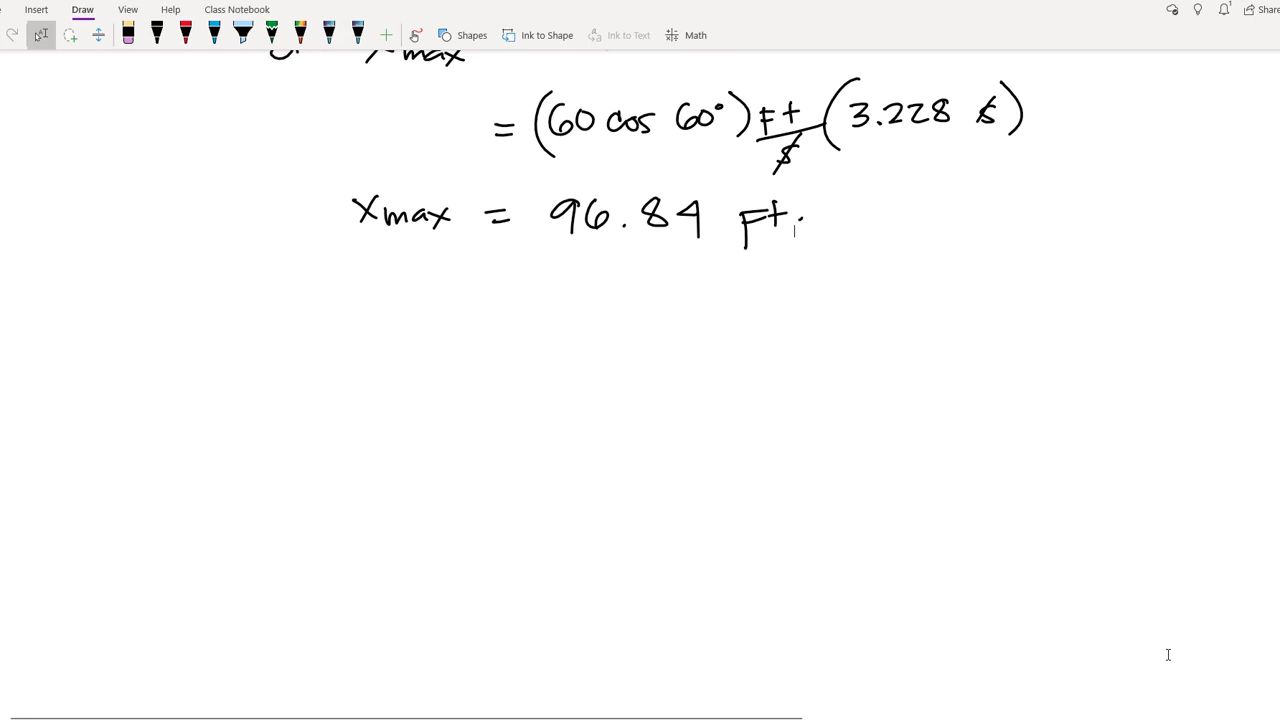 Insert Draw View Help Class Notebook Share
Shapes Ink to Shape Ink to Text Math
xmax
= (60 cos 60°) Ft/s (3.228 s)
xmax = 96.84 Ft.